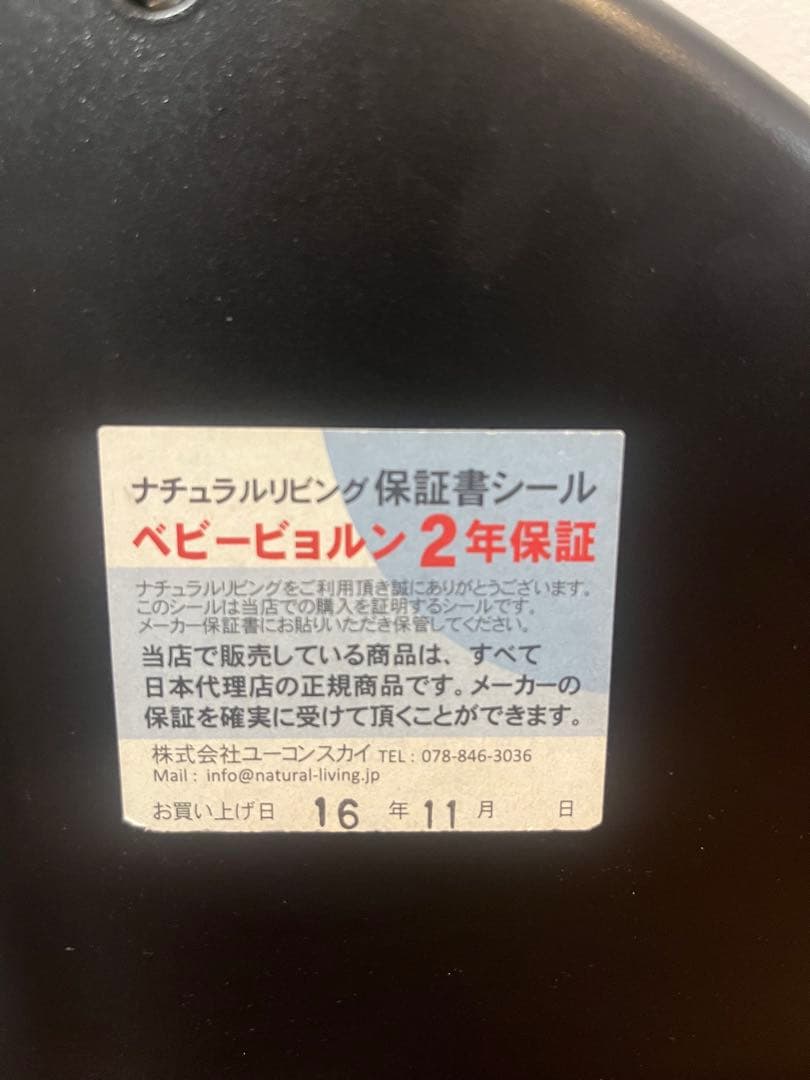 ナチュラルリビング 保証書シール
ベビービョルン 2年保証
ナチュラルリビングをご利用頂き誠にありがとうございます。
このシールは当店での購入を証明するシールです。
メーカー保証書にお貼りいただき保管してください。
当店で販売している商品は、すべて
日本代理店の正規商品です。メーカーの
保証を確実に受けて頂くことができます。
株式会社ユーコンスカイ TEL : 078-846-3036
Mail : info@natural-living.jp
お買い上げ日 16 年 11 月 日